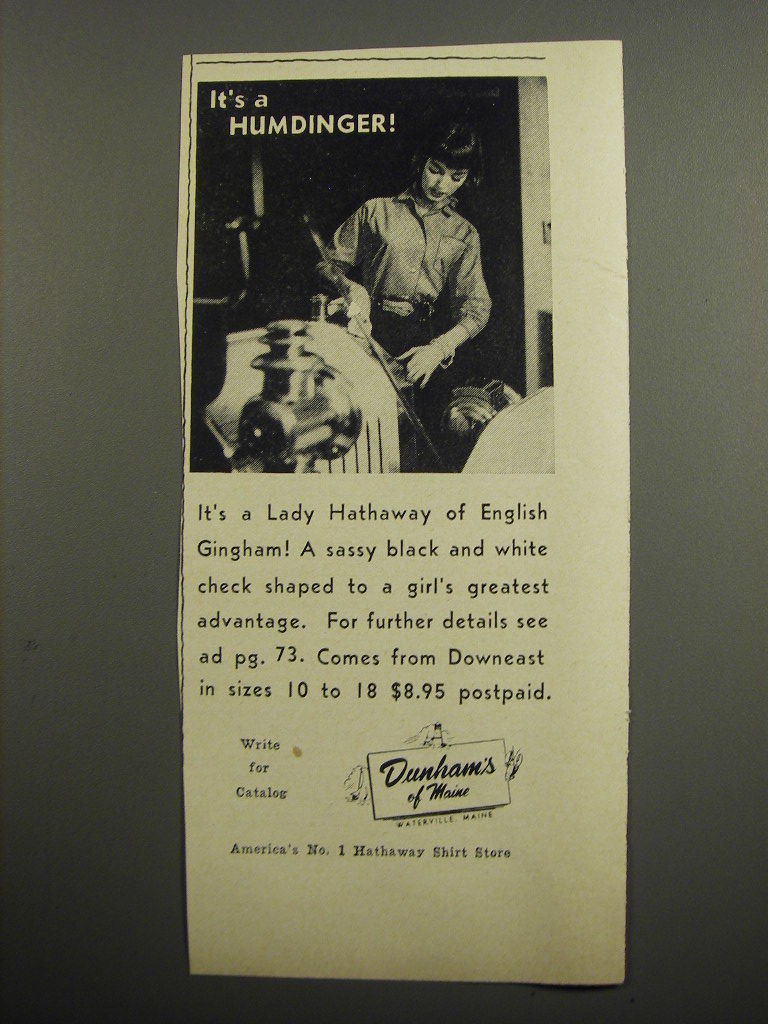 It's a
HUMDINGER!
It's a Lady Hathaway of English
Gingham! A sassy black and white
check shaped to a girl's greatest
advantage. For further details see
ad pg. 73. Comes from Downeast
in sizes 10 to 18 $8.95 postpaid.
Write
for
Catalog
Dunham's
of Maine
WATERVILLE, MAINE
America's No. 1 Hathaway Shirt Store